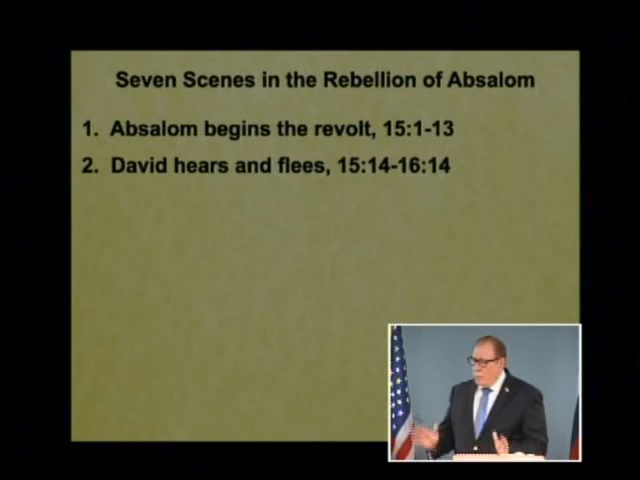 Seven Scenes in the Rebellion of Absalom
1. Absalom begins the revolt, 15:1-13
2. David hears and flees, 15:14-16:14